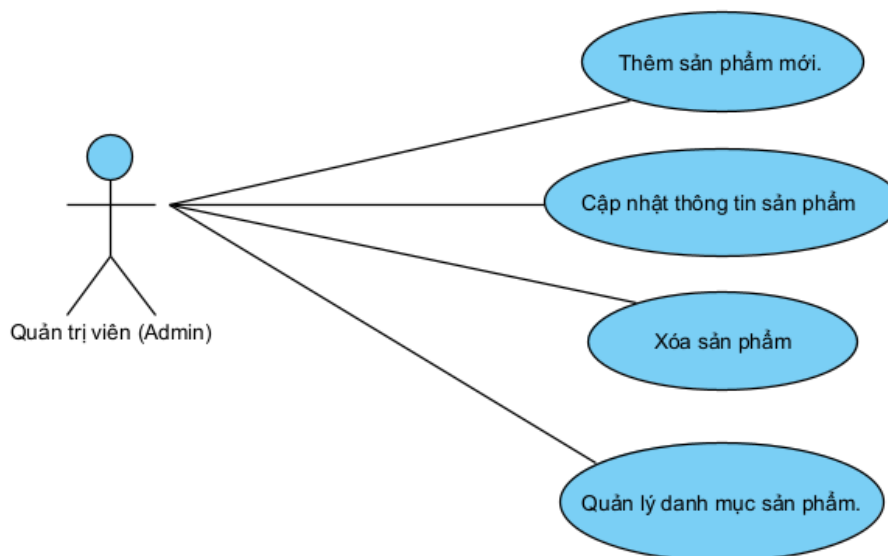 Thêm sản phẩm mới.
Cập nhật thông tin sản phẩm
Quản trị viên (Admin)
Xóa sản phẩm
Quản lý danh mục sản phẩm.